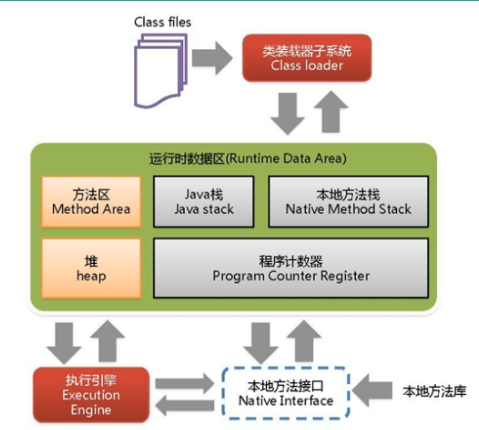 Class files
类装载器子系统
Class loader
运行时数据区(Runtime Data Area)
方法区
Method Area
Java栈
Java stack
本地方法栈
Native Method Stack
堆
heap
程序计数器
Program Counter Register
执行引擎
Execution
Engine
本地方法接口
Native Interface
本地方法库